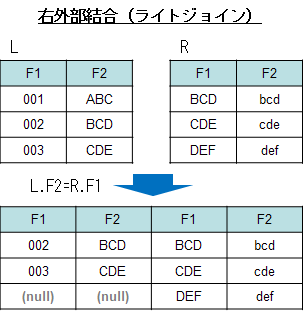 右外部結合（ライトジョイン）
L R
F1 F2 F1 F2
001 ABC BCD bcd
002 BCD CDE cde
003 CDE DEF def
L.F2=R.F1
F1 F2 F1 F2
002 BCD BCD bcd
003 CDE CDE cde
(null) (null) DEF def